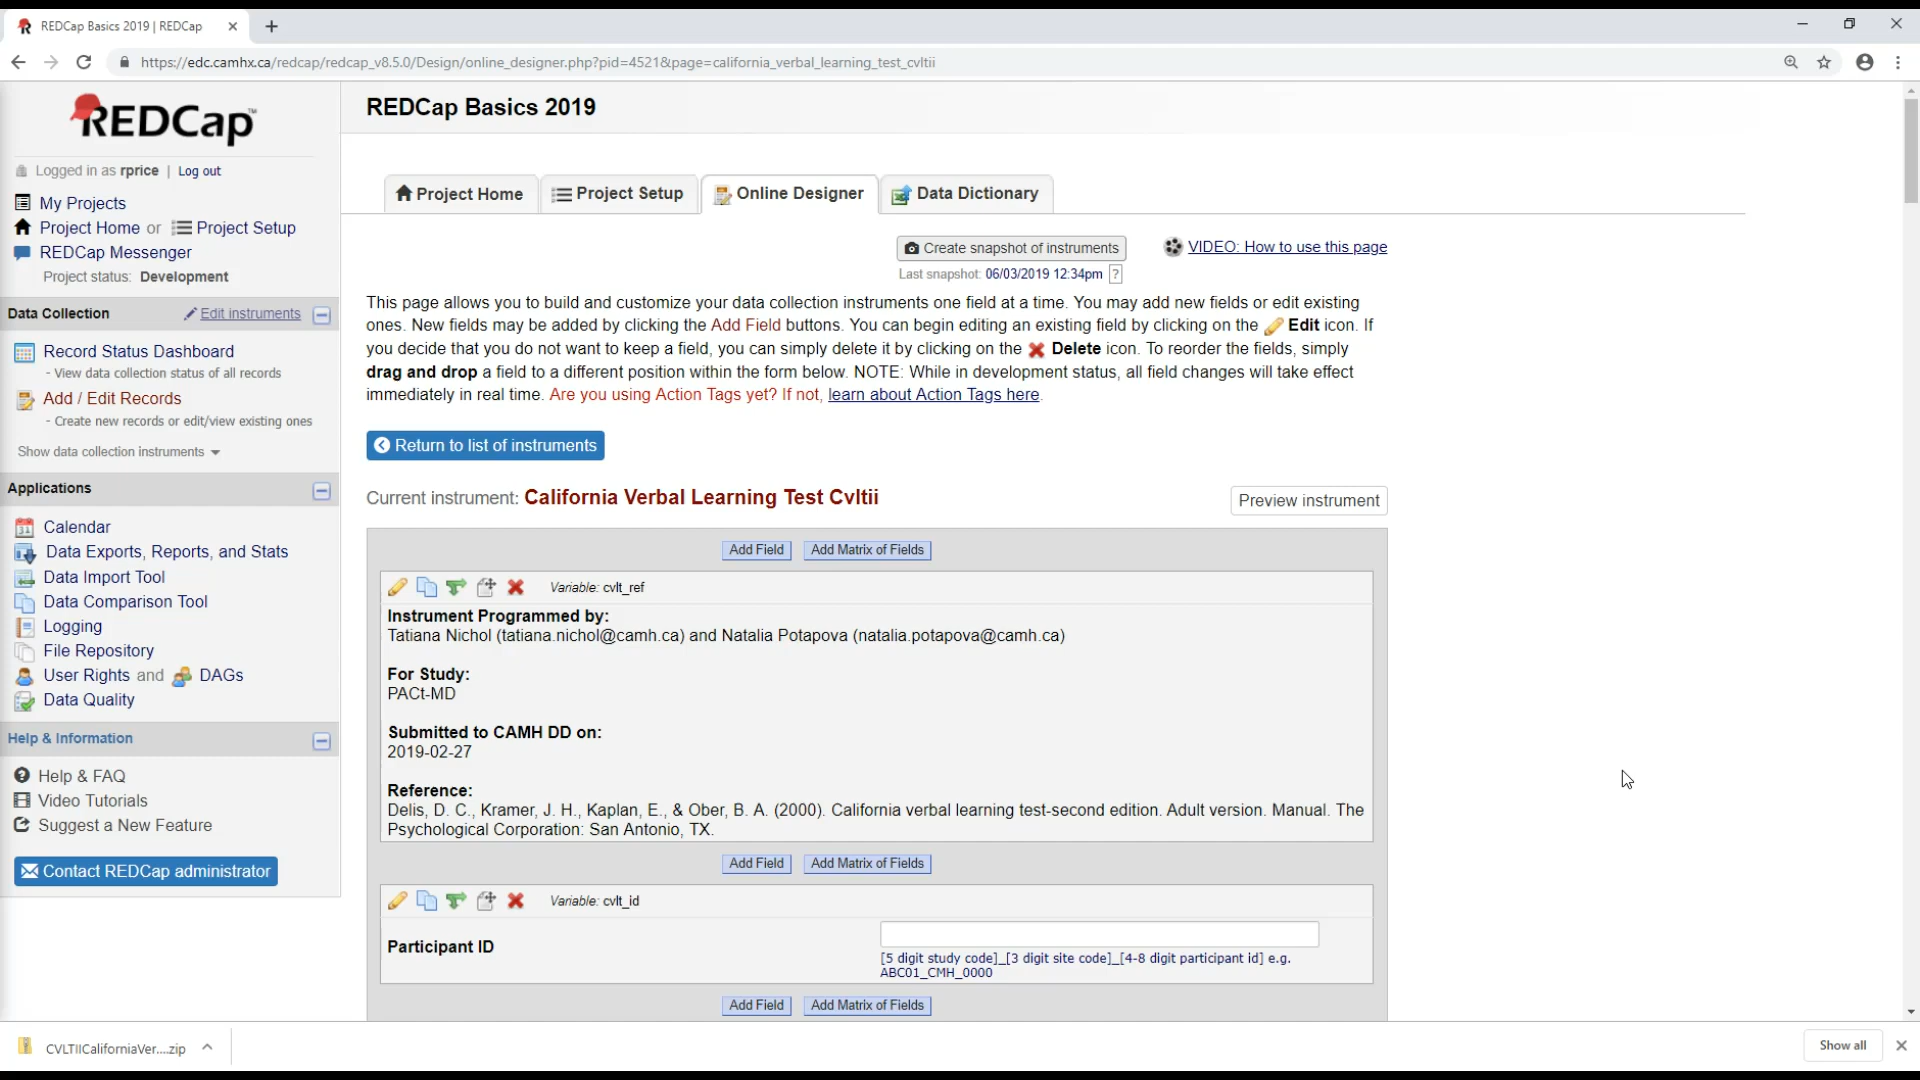 REDCap Basics 2019 | REDCap
https://edc.camhx.ca/redcap/redcap_v8.5.0/Design/online_designer.php?pid=4521&page=california_verbal_learning_test_cvltii
REDCap
Logged in as rprice | Log out
My Projects
Project Home or Project Setup
REDCap Messenger
Project status: Development
Data Collection Edit instruments
Record Status Dashboard
- View data collection status of all records
Add / Edit Records
- Create new records or edit/view existing ones
Show data collection instruments
Applications
Calendar
Data Exports, Reports, and Stats
Data Import Tool
Data Comparison Tool
Logging
File Repository
User Rights and DAGs
Data Quality
Help & Information
Help & FAQ
Video Tutorials
Suggest a New Feature
Contact REDCap administrator
REDCap Basics 2019
Project Home Project Setup Online Designer Data Dictionary
Create snapshot of instruments VIDEO: How to use this page
Last snapshot: 06/03/2019 12:34pm ?
This page allows you to build and customize your data collection instruments one field at a time. You may add new fields or edit existing
ones. New fields may be added by clicking the Add Field buttons. You can begin editing an existing field by clicking on the Edit icon. If
you decide that you do not want to keep a field, you can simply delete it by clicking on the Delete icon. To reorder the fields, simply
drag and drop a field to a different position within the form below. NOTE: While in development status, all field changes will take effect
immediately in real time. Are you using Action Tags yet? If not, learn about Action Tags here.
Return to list of instruments
Current instrument: California Verbal Learning Test Cvltii Preview instrument
Add Field Add Matrix of Fields
Variable: cvlt_ref
Instrument Programmed by:
Tatiana Nichol (tatiana.nichol@camh.ca) and Natalia Potapova (natalia.potapova@camh.ca)
For Study:
PACt-MD
Submitted to CAMH DD on:
2019-02-27
Reference:
Delis, D. C., Kramer, J. H., Kaplan, E., & Ober, B. A. (2000). California verbal learning test-second edition. Adult version. Manual. The
Psychological Corporation: San Antonio, TX.
Add Field Add Matrix of Fields
Variable: cvlt_id
Participant ID
[5 digit study code]_[3 digit site code]_[4-8 digit participant id] e.g.
ABC01_CMH_0000
Add Field Add Matrix of Fields
CVLTIICaliforniaVer....zip
Show all